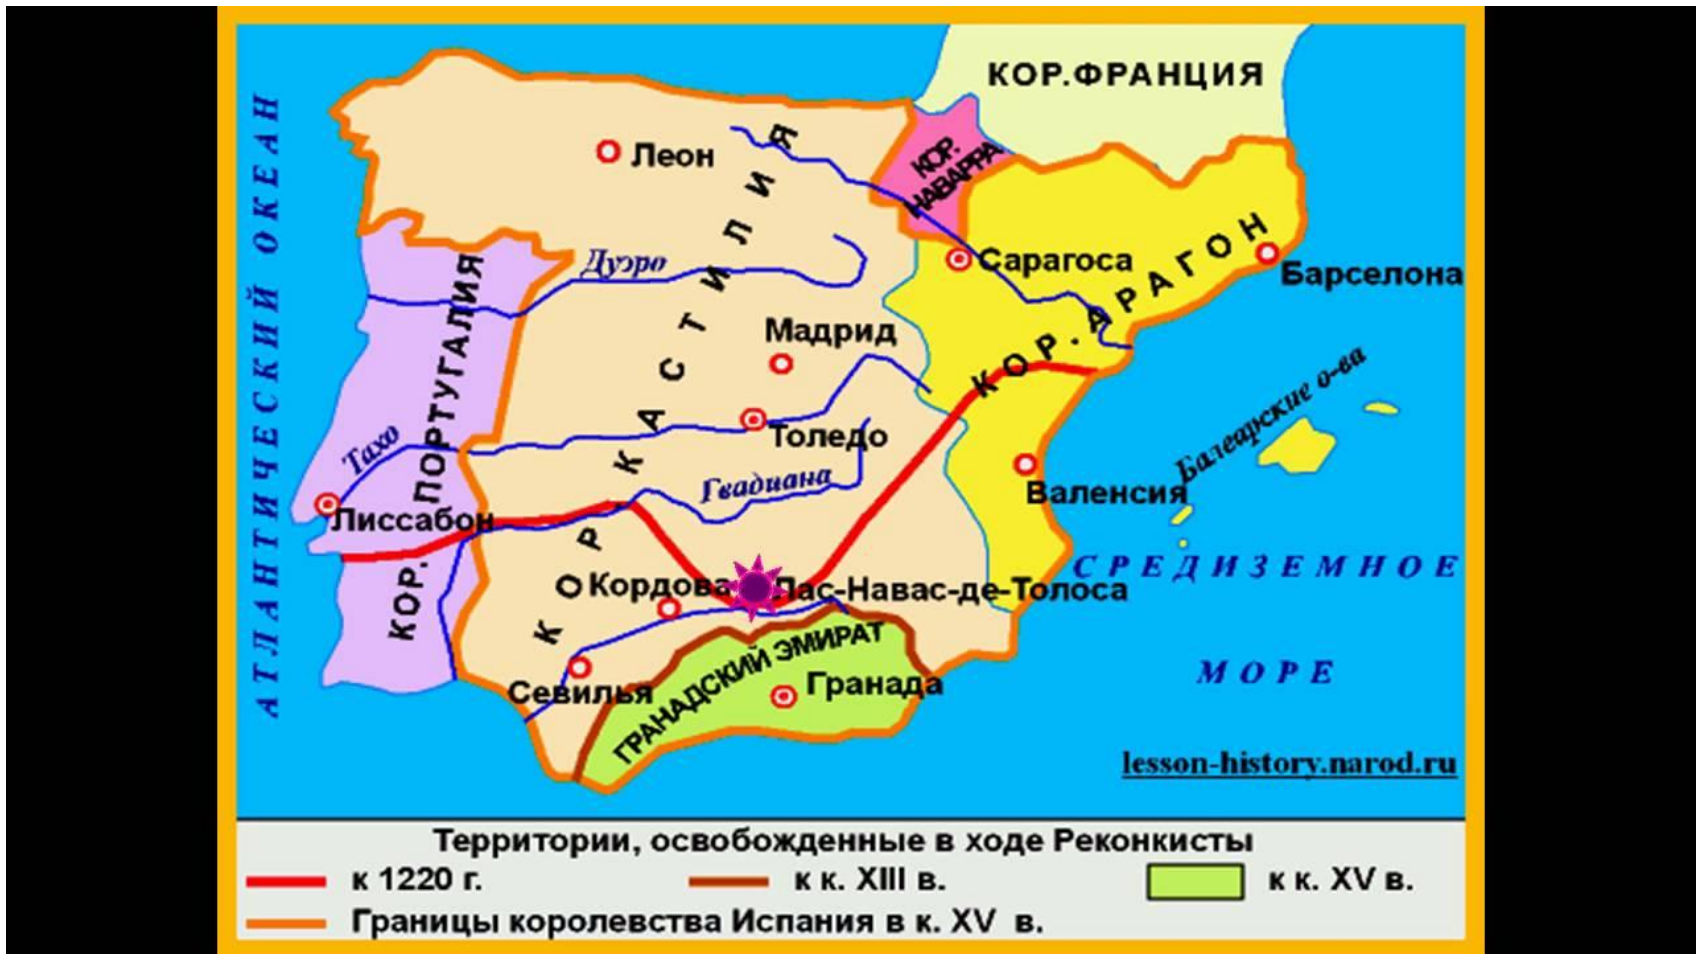 КОР.ФРАНЦИЯ
АТЛАНТИЧЕСКИЙ ОКЕАН
КОР.
НАВАРРА
Леон
КОР. КАСТИЛИЯ
КОР. ПОРТУГАЛИЯ
Дуэро
Сарагоса
КОР. АРАГОН
Барселона
Мадрид
Балеарские о-ва
Тахо
Толедо
Гвадиана
Валенсия
Лиссабон
СРЕДИЗЕМНОЕ
МОРЕ
Кордова
Лас-Навас-де-Толоса
Севилья
ГРАНАДСКИЙ ЭМИРАТ
Гранада
lesson-history.narod.ru
Территории, освобожденные в ходе Реконкисты
к 1220 г.
к к. XIII в.
к к. XV в.
Границы королевства Испания в к. XV в.